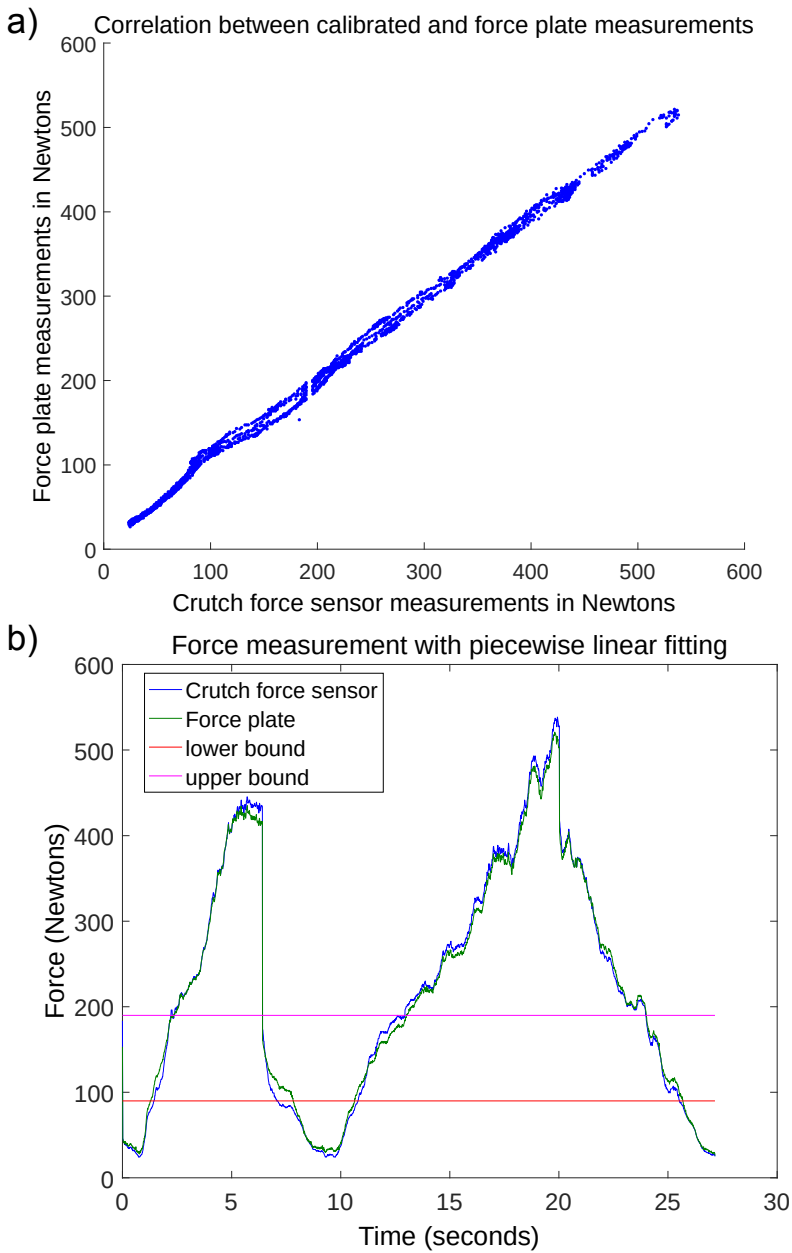 a)
Correlation between calibrated and force plate measurements
600
500
400
300
200
100
0
Force plate measurements in Newtons
0 100 200 300 400 500 600
Crutch force sensor measurements in Newtons
b)
Force measurement with piecewise linear fitting
600
500
400
300
200
100
0
Force (Newtons)
Crutch force sensor
Force plate
lower bound
upper bound
0 5 10 15 20 25 30
Time (seconds)